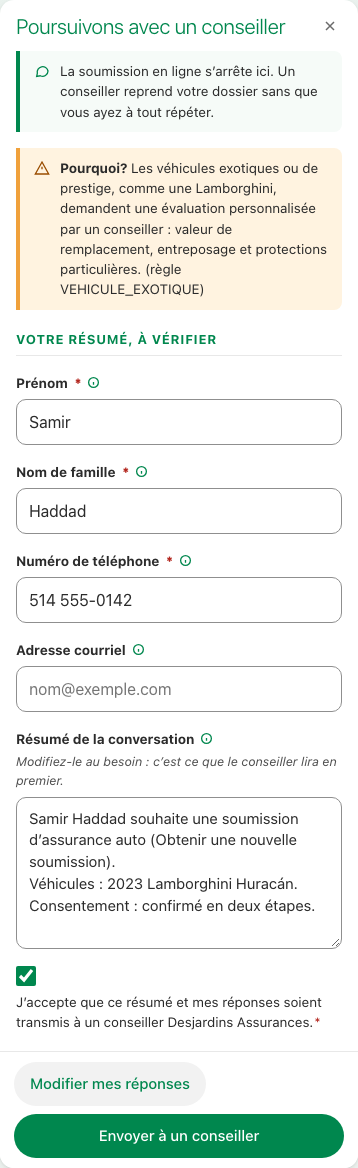 Poursuivons avec un conseiller ×
La soumission en ligne s’arrête ici. Un
conseiller reprend votre dossier sans que
vous ayez à tout répéter.
Pourquoi? Les véhicules exotiques ou de
prestige, comme une Lamborghini,
demandent une évaluation personnalisée
par un conseiller : valeur de
remplacement, entreposage et protections
particulières. (règle
VEHICULE_EXOTIQUE)
VOTRE RÉSUMÉ, À VÉRIFIER
Prénom *
Samir
Nom de famille *
Haddad
Numéro de téléphone *
514 555-0142
Adresse courriel
nom@exemple.com
Résumé de la conversation
Modifiez-le au besoin : c’est ce que le conseiller lira en
premier.
Samir Haddad souhaite une soumission
d’assurance auto (Obtenir une nouvelle
soumission).
Véhicules : 2023 Lamborghini Huracán.
Consentement : confirmé en deux étapes.
J’accepte que ce résumé et mes réponses soient
transmis à un conseiller Desjardins Assurances.*
Modifier mes réponses
Envoyer à un conseiller